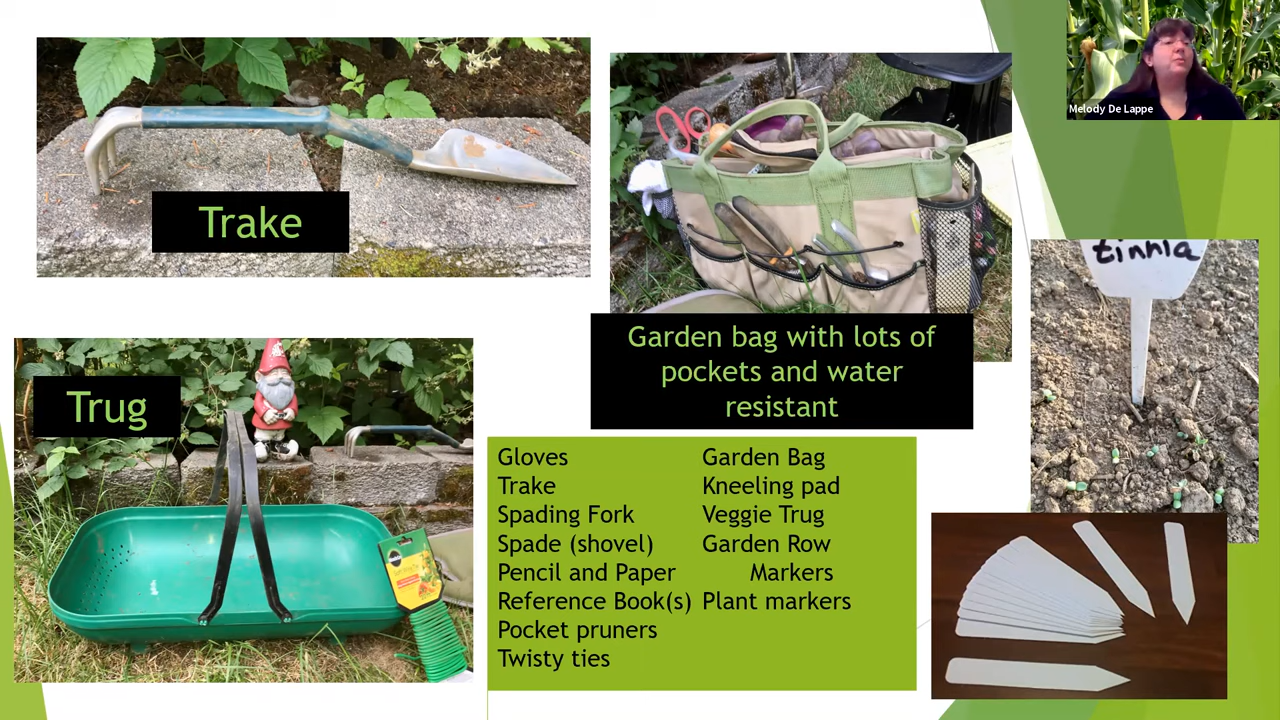 Trake
Melody De Lappe
tinnia
Garden bag with lots of
pockets and water
resistant
Trug
Gloves
Trake
Spading Fork
Spade (shovel)
Pencil and Paper
Reference Book(s)
Pocket pruners
Twisty ties
Garden Bag
Kneeling pad
Veggie Trug
Garden Row
Markers
Plant markers